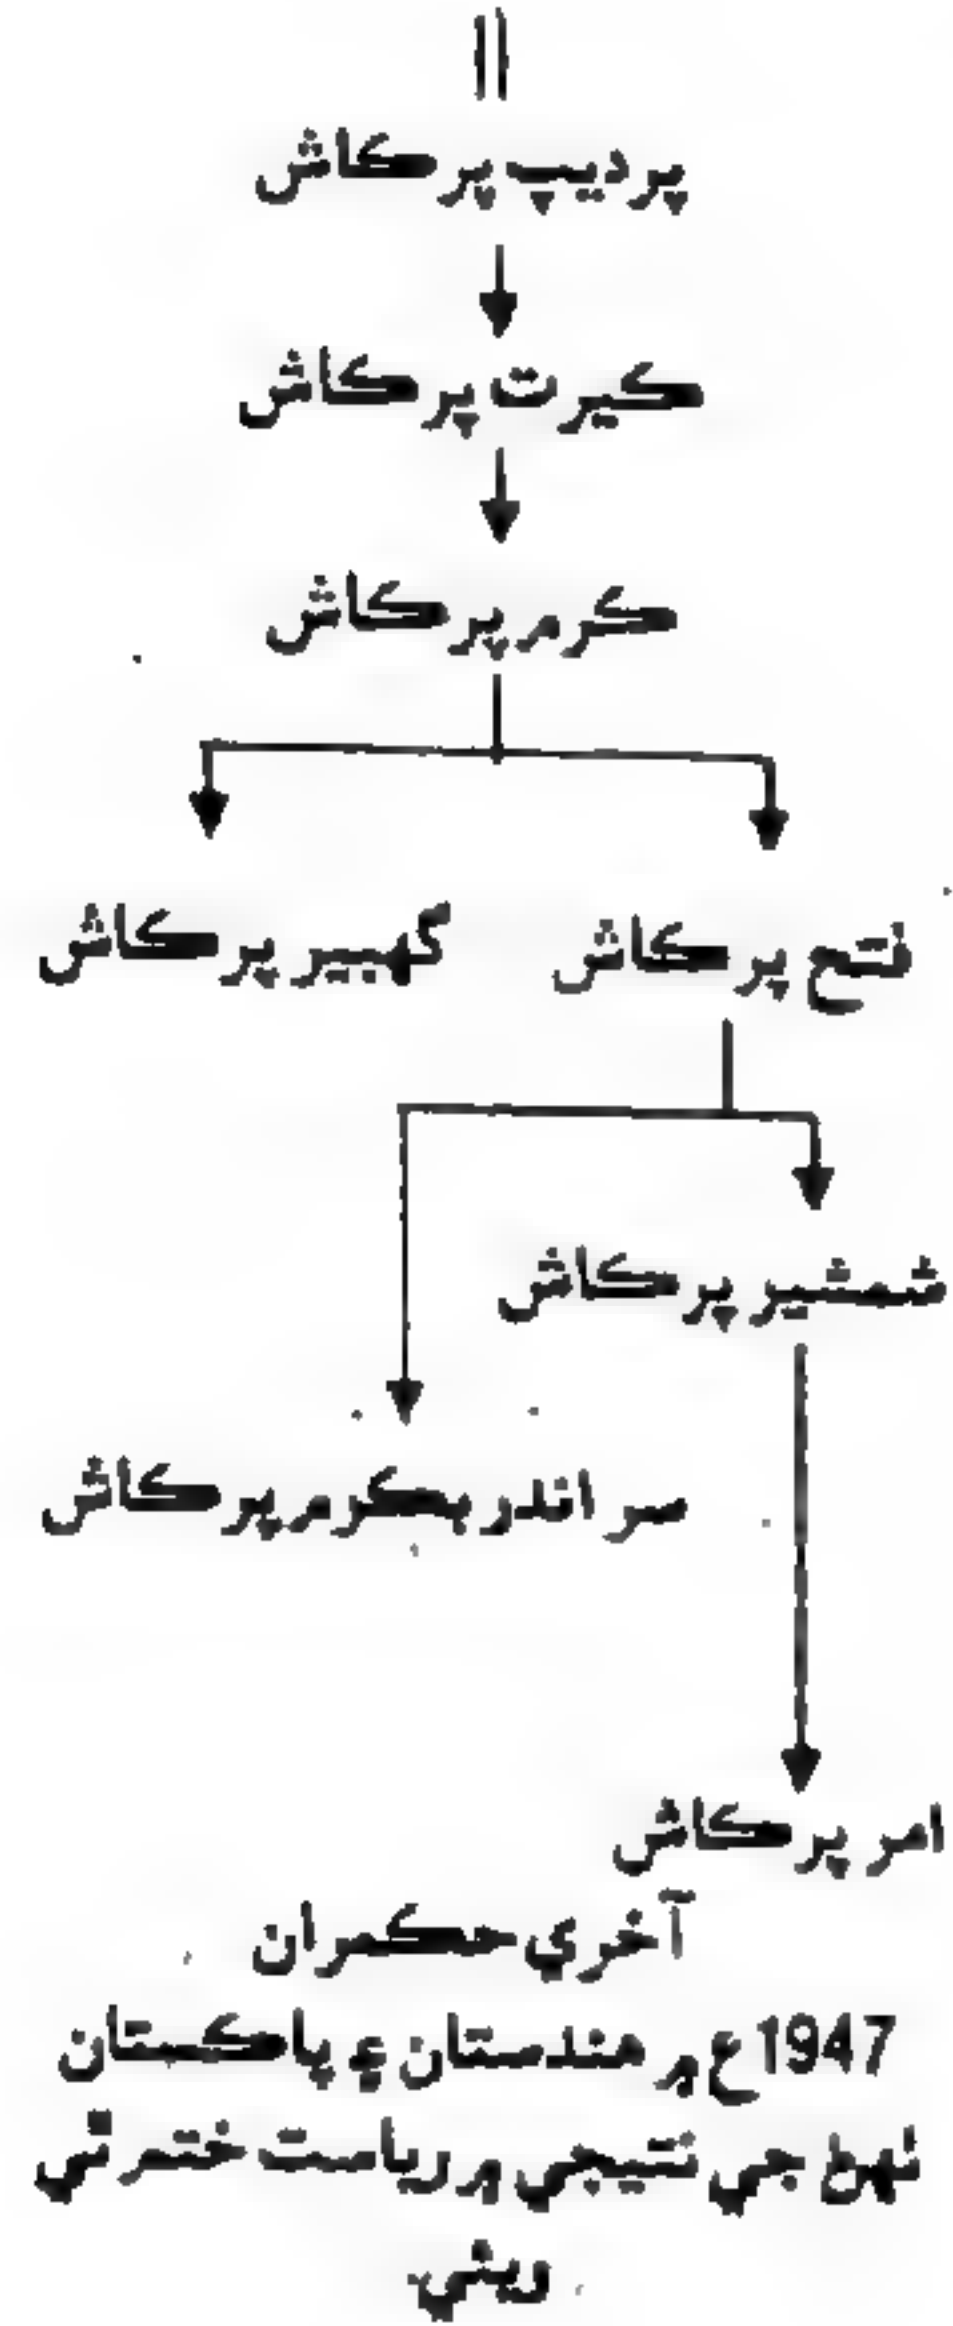 پرديپ پرڪاش
ڪيرت پرڪاش
ڪرم پرڪاش
فتح پرڪاش
گهبير پرڪاش
شمشير پرڪاش
سر اندر بڪرم پرڪاش
امر پرڪاش
آخري حڪمران
1947ع ۾ هندستان ۽ پاڪستان
ٺهڻ جي نتيجي ۾ رياست ختم ٿي
ويئي.